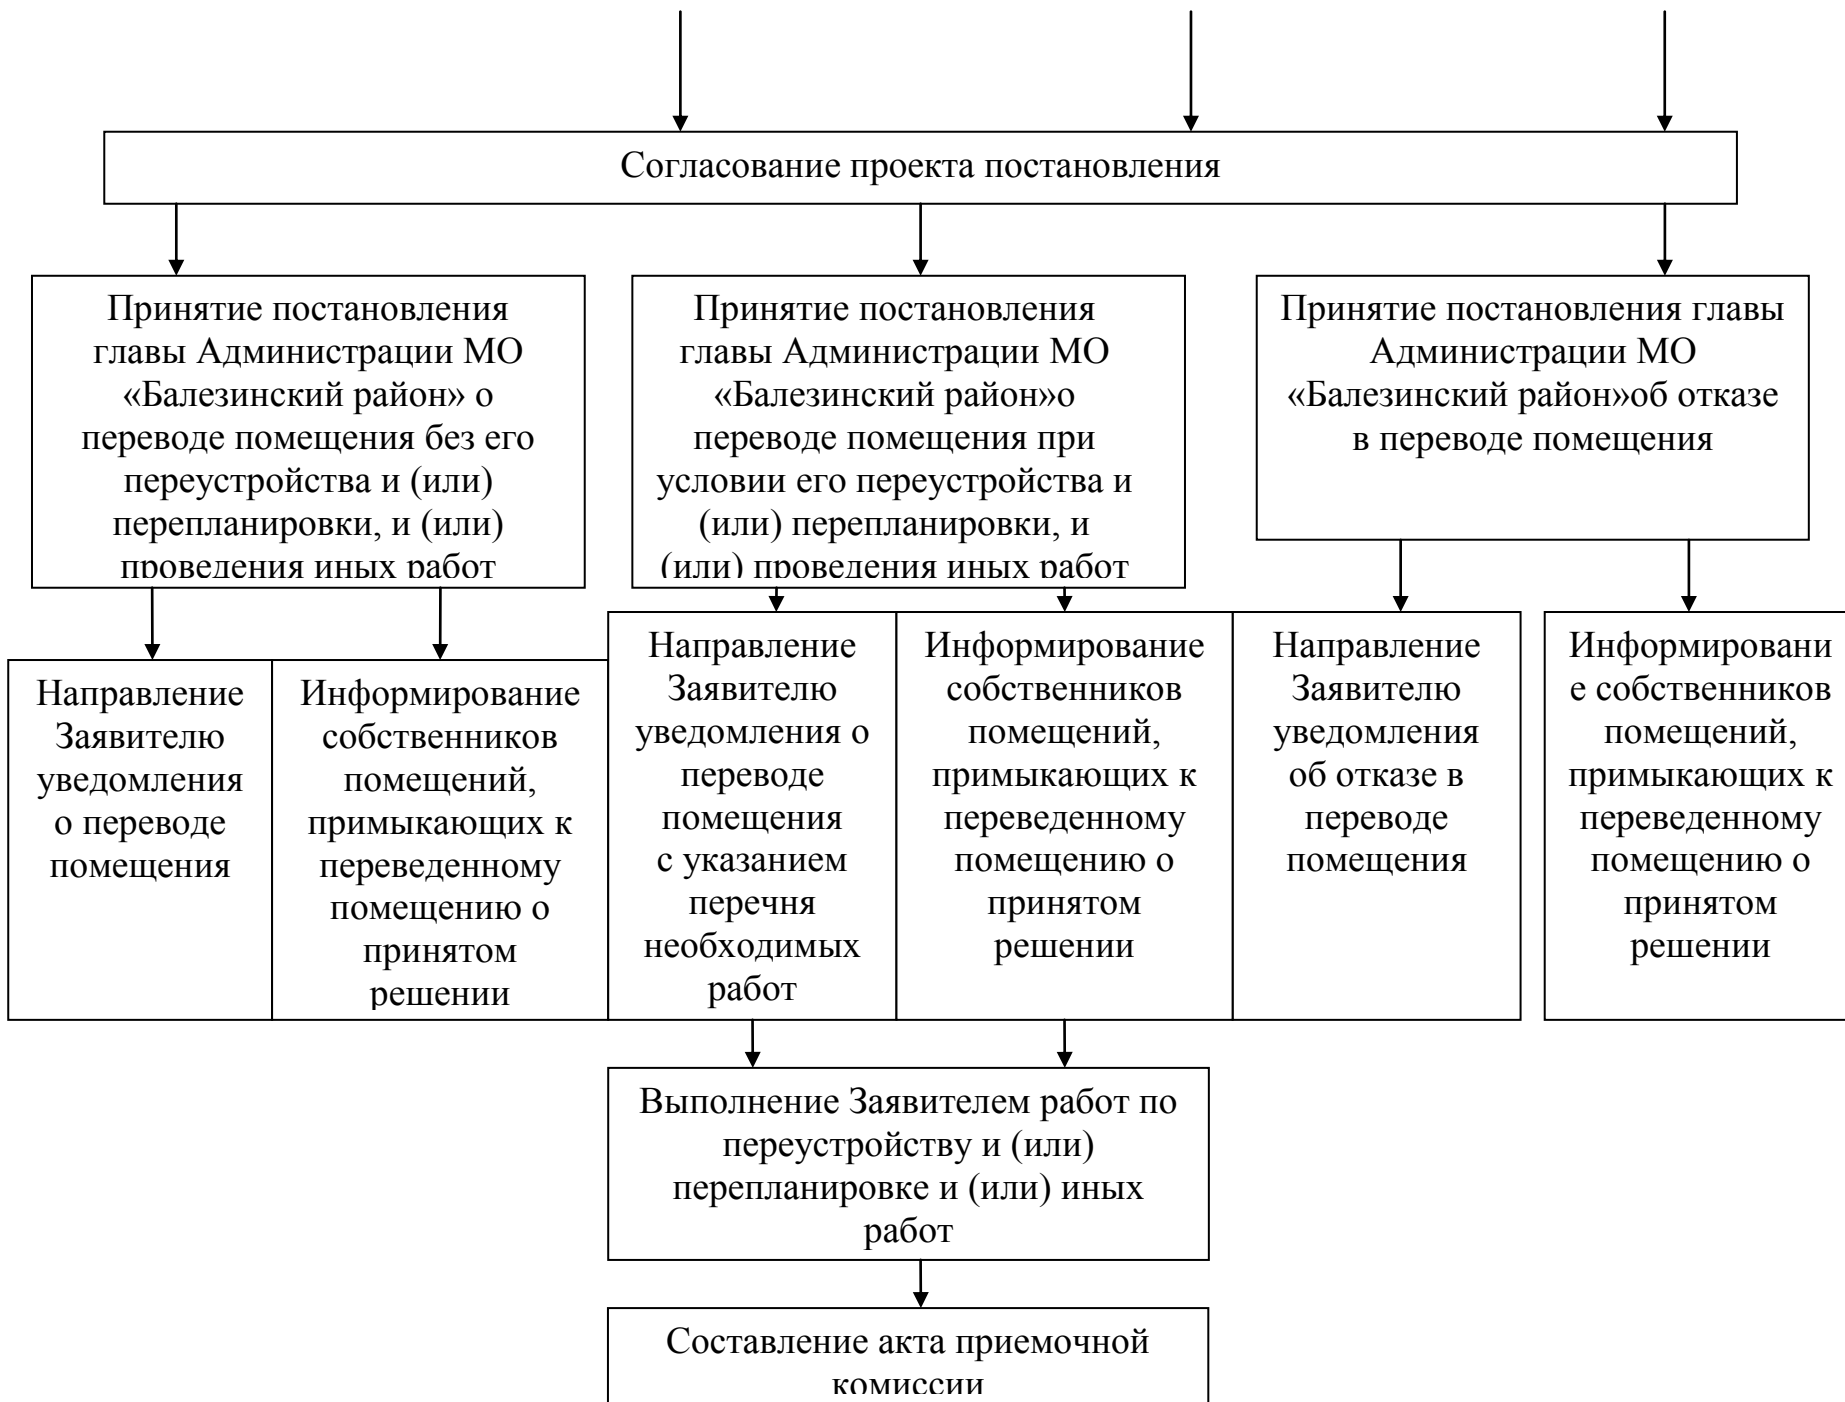 Согласование проекта постановления
Принятие постановления
главы Администрации МО
«Балезинский район» о
переводе помещения без его
переустройства и (или)
перепланировки, и (или)
проведения иных работ
Принятие постановления
главы Администрации МО
«Балезинский район»о
переводе помещения при
условии его переустройства и
(или) перепланировки, и
(или) проведения иных работ
Принятие постановления главы
Администрации МО
«Балезинский район»об отказе
в переводе помещения
Направление
Заявителю
уведомления
о переводе
помещения
Информирование
собственников
помещений,
примыкающих к
переведенному
помещению о
принятом
решении
Направление
Заявителю
уведомления о
переводе
помещения
с указанием
перечня
необходимых
работ
Информирование
собственников
помещений,
примыкающих к
переведенному
помещению о
принятом
решении
Направление
Заявителю
уведомления
об отказе в
переводе
помещения
Информировани
е собственников
помещений,
примыкающих к
переведенному
помещению о
принятом
решении
Выполнение Заявителем работ по
переустройству и (или)
перепланировке и (или) иных
работ
Составление акта приемочной
комиссии